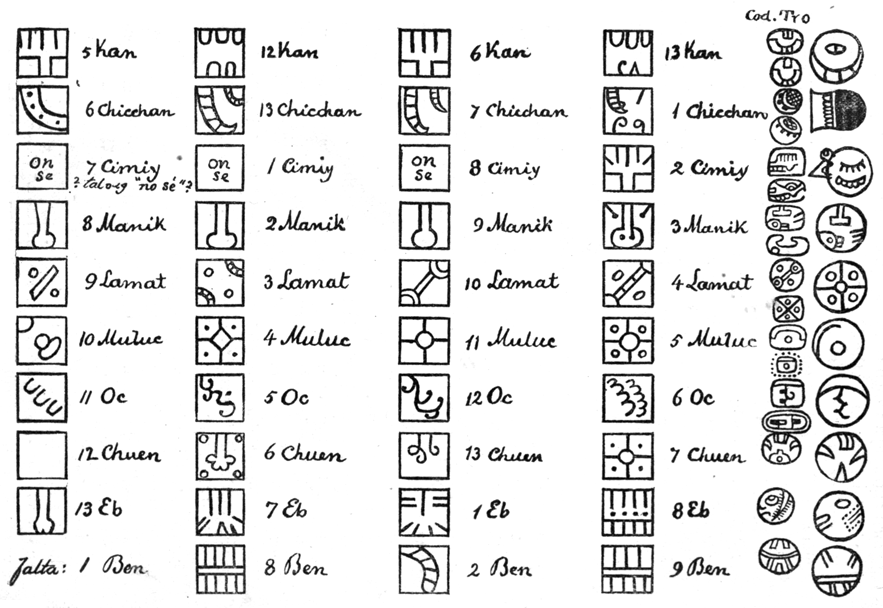 Cod. Tro
5 Kan 12 Kan 6 Kan 13 Kan
6 Chicchan 13 Chicchan 7 Chicchan 1 Chicchan
on se 7 Cimiy on se 1 Cimiy on se 8 Cimiy 2 Cimiy
"no sé"?
8 Manik 2 Manik 9 Manik 3 Manik
9 Lamat 3 Lamat 10 Lamat 4 Lamat
10 Muluc 4 Muluc 11 Muluc 5 Muluc
11 Oc 5 Oc 12 Oc 6 Oc
12 Chuen 6 Chuen 13 Chuen 7 Chuen
13 Eb 7 Eb 1 Eb 8 Eb
Falta: 1 Ben 8 Ben 2 Ben 9 Ben